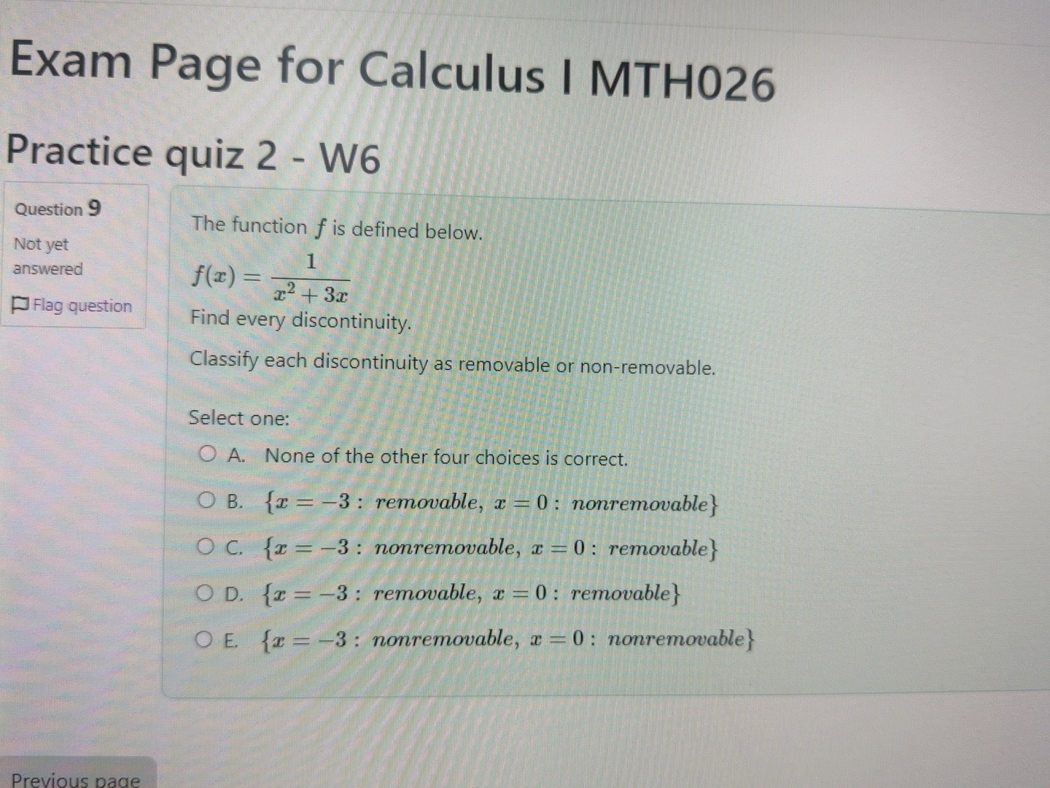 Exam Page for Calculus I MTH026
Practice quiz 2 - W6
Question 9
Not yet
answered
Flag question
The function f is defined below.
f(x) = 1 / (x² + 3x)
Find every discontinuity.
Classify each discontinuity as removable or non-removable.
Select one:
A. None of the other four choices is correct.
B. {x = −3 : removable, x = 0 : nonremovable}
C. {x = −3 : nonremovable, x = 0 : removable}
D. {x = −3 : removable, x = 0 : removable}
E. {x = −3 : nonremovable, x = 0 : nonremovable}
Previous page